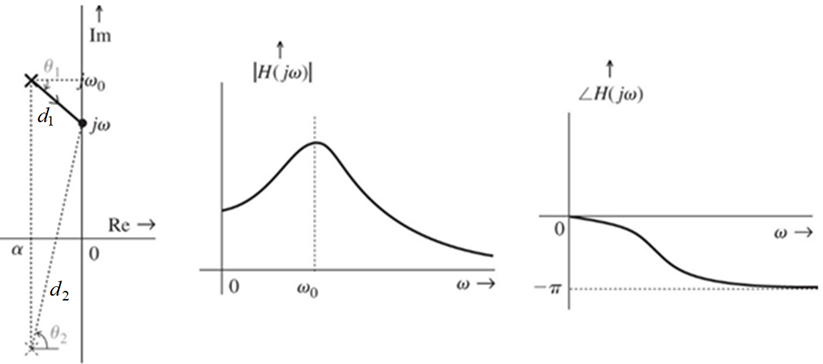 Im
θ₁
jω₀
d₁
jω
Re →
α
0
d₂
θ₂
|H(jω)|
0
ω₀
ω →
∠H(jω)
0
ω →
−π